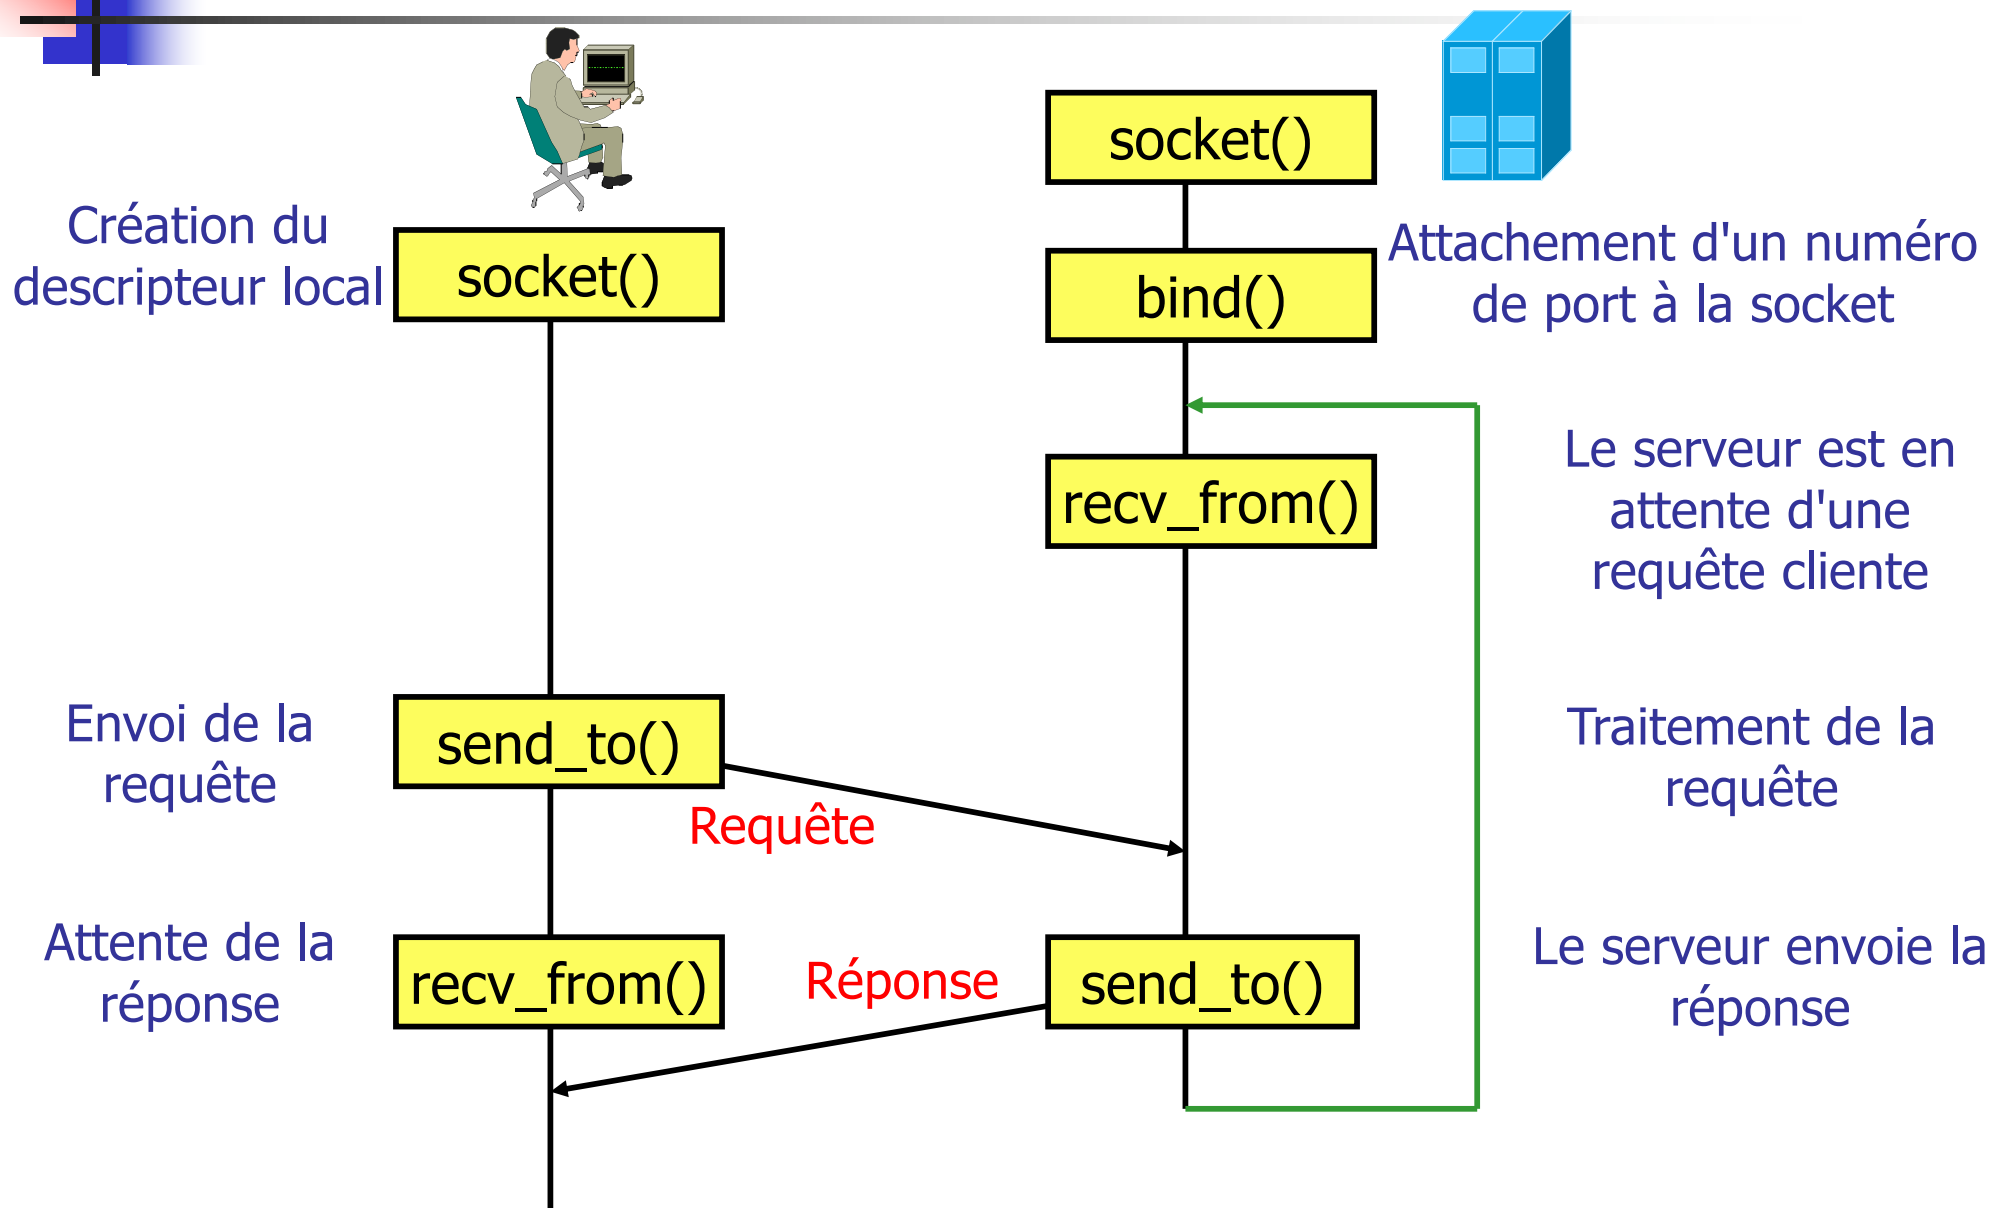 socket()
Création du
descripteur local
socket()
Attachement d'un numéro
de port à la socket
bind()
Le serveur est en
attente d'une
requête cliente
recv_from()
Envoi de la
requête
send_to()
Requête
Traitement de la
requête
Attente de la
réponse
recv_from()
Réponse
send_to()
Le serveur envoie la
réponse